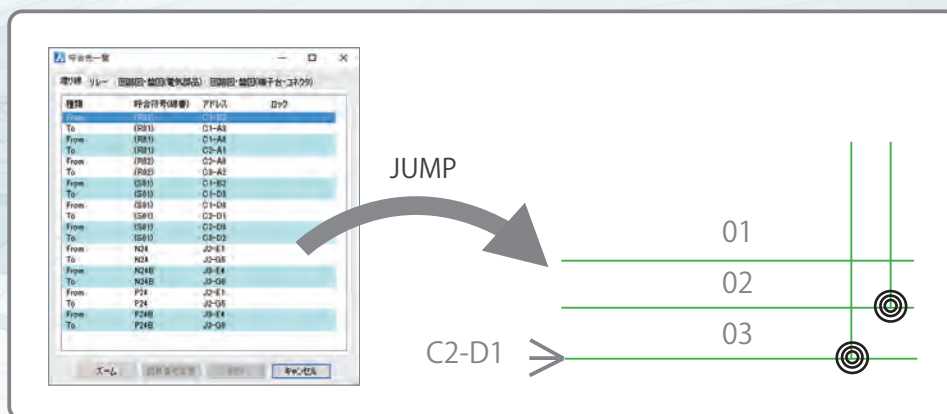 呼合先一覧
渡り線 リレー 回路図・盤図(電気部品) 回路図・盤図(端子台・コネクタ)
種類 呼合符号(線番) アドレス ロック
From (R01) C1-D2
To (R01) C1-A3
From (R01) C1-A8
To (R01) C2-A1
From (R02) C2-A8
To (R02) C3-A2
From (S01) C1-B2
To (S01) C1-D3
From (S01) C1-D8
To (S01) C2-D1
From (S01) C2-D8
To (S01) C3-D2
From N24 J2-E1
To N24 J2-G5
From N24B J3-E4
To N24B J3-G8
From P24 J2-E1
To P24 J2-G5
From P24B J3-E4
To P24B J3-G8
ズーム
キャンセル
JUMP
01
02
03
C2-D1